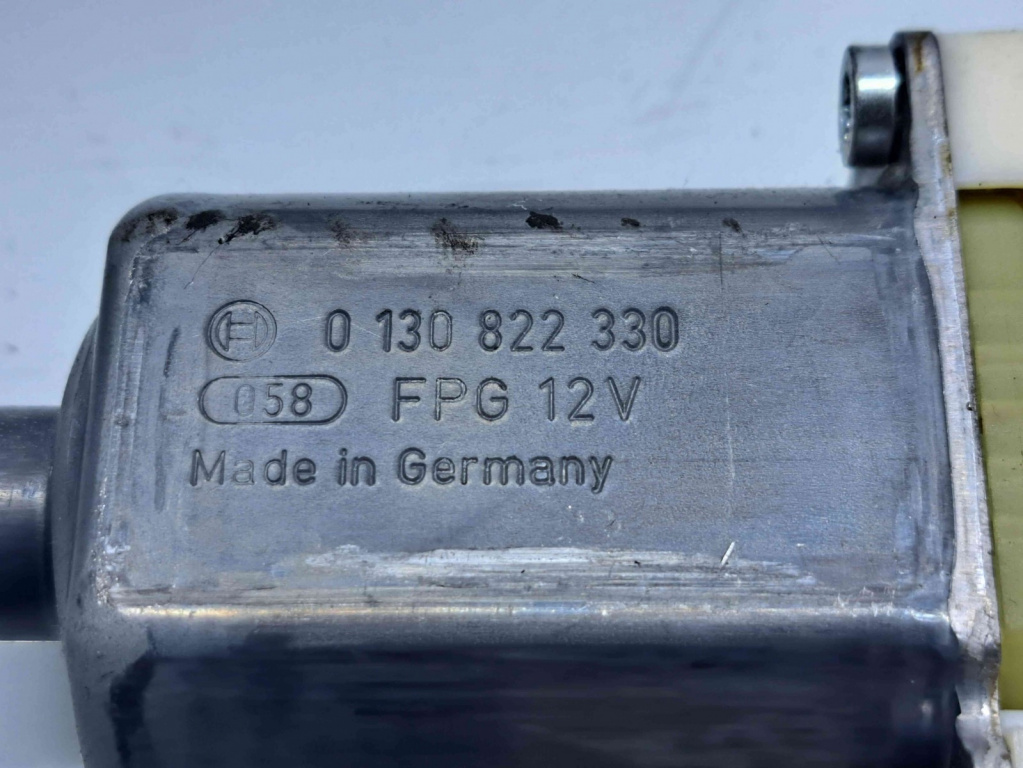 0 130 822 330
058 FPG 12V
Made in Germany